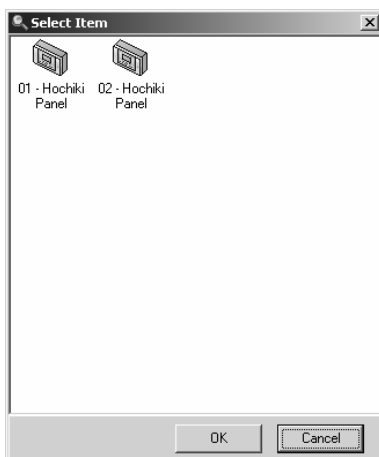 Select Item
01 - Hochiki
Panel
02 - Hochiki
Panel
OK
Cancel